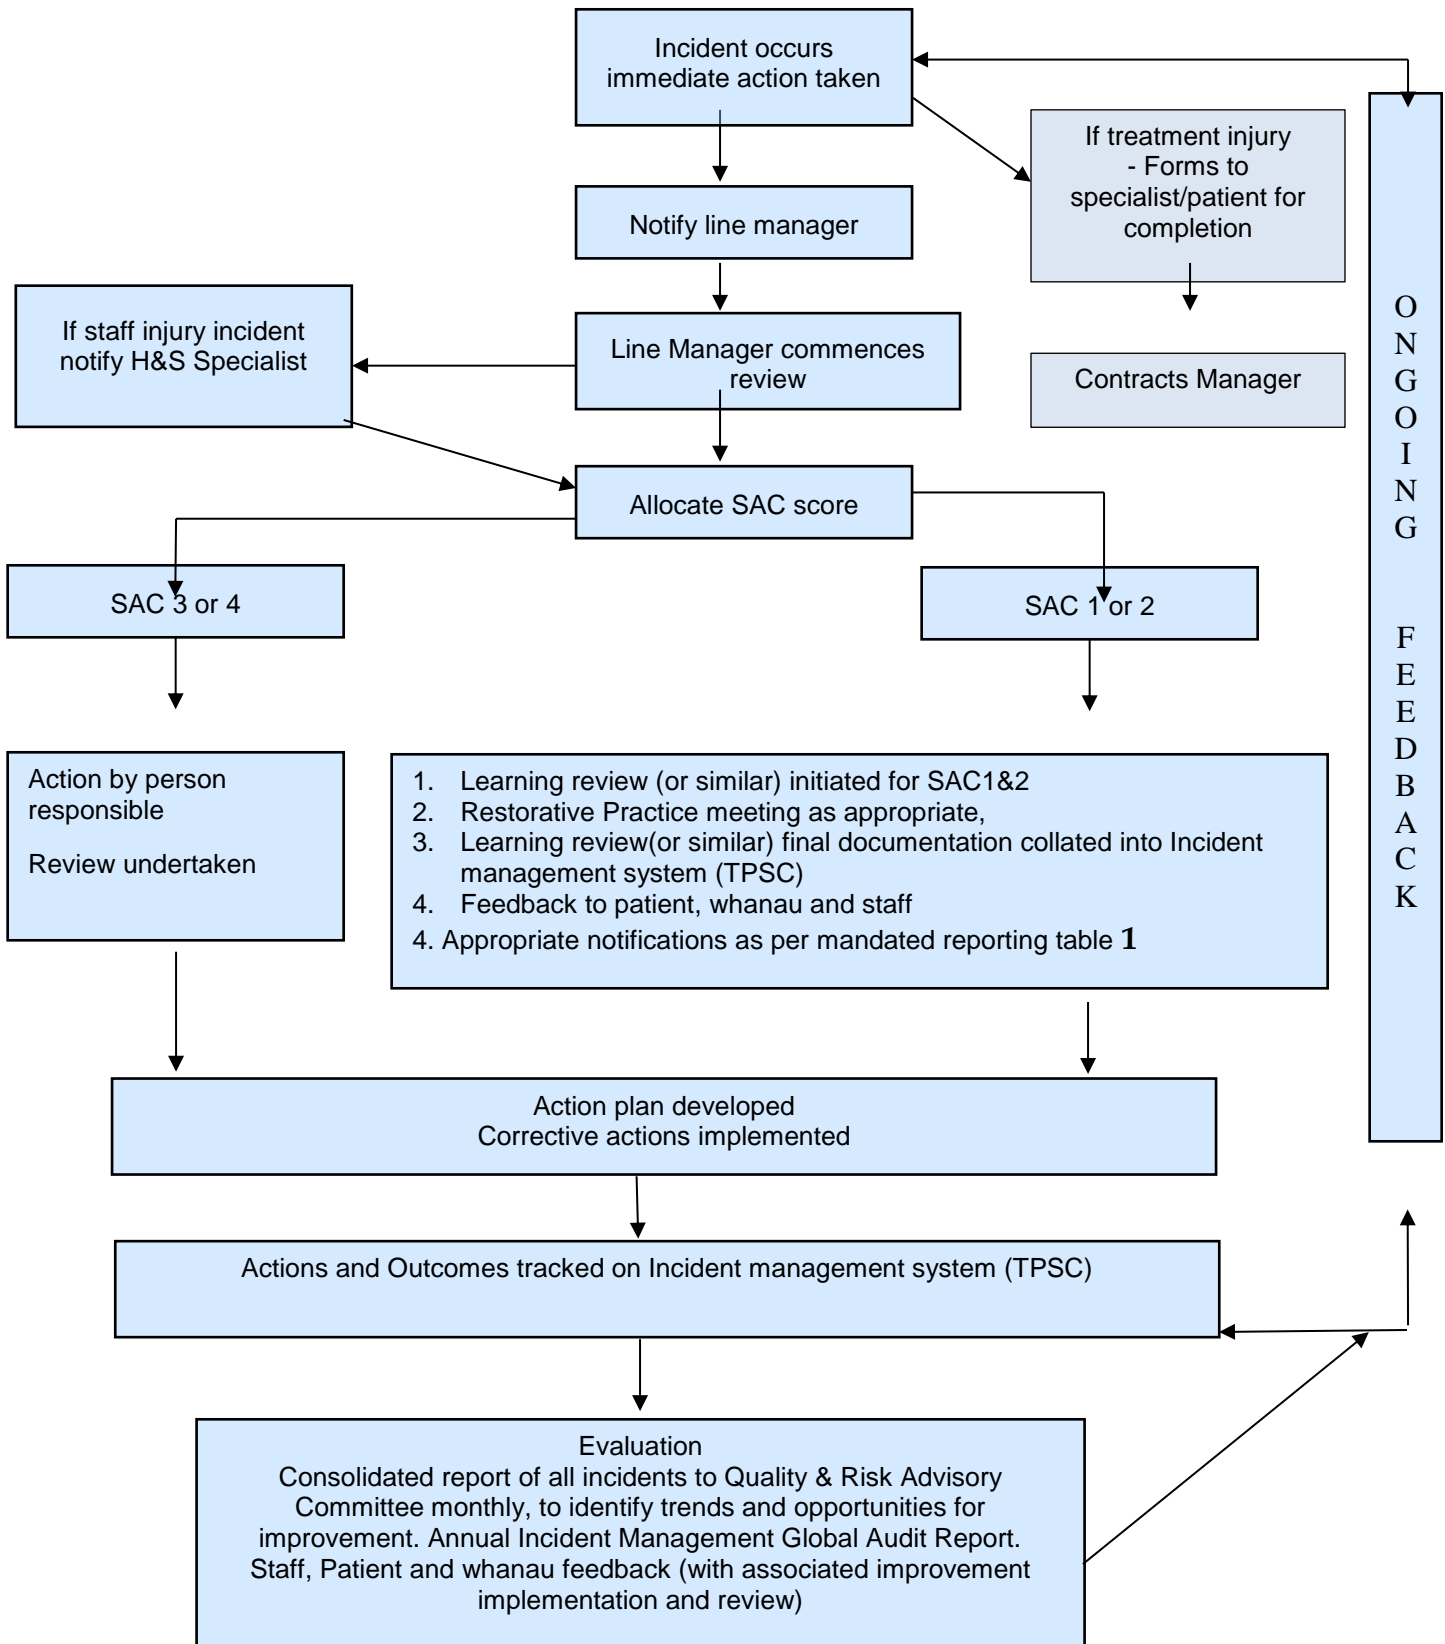 Incident occurs
immediate action taken
If treatment injury
- Forms to
specialist/patient for
completion
Notify line manager
If staff injury incident
notify H&S Specialist
Line Manager commences
review
Contracts Manager
Allocate SAC score
SAC 3 or 4
SAC 1 or 2
Action by person
responsible
Review undertaken
1. Learning review (or similar) initiated for SAC1&2
2. Restorative Practice meeting as appropriate,
3. Learning review(or similar) final documentation collated into Incident
management system (TPSC)
4. Feedback to patient, whanau and staff
4. Appropriate notifications as per mandated reporting table 1
Action plan developed
Corrective actions implemented
Actions and Outcomes tracked on Incident management system (TPSC)
Evaluation
Consolidated report of all incidents to Quality & Risk Advisory
Committee monthly, to identify trends and opportunities for
improvement. Annual Incident Management Global Audit Report.
Staff, Patient and whanau feedback (with associated improvement
implementation and review)
ONGOING FEEDBACK